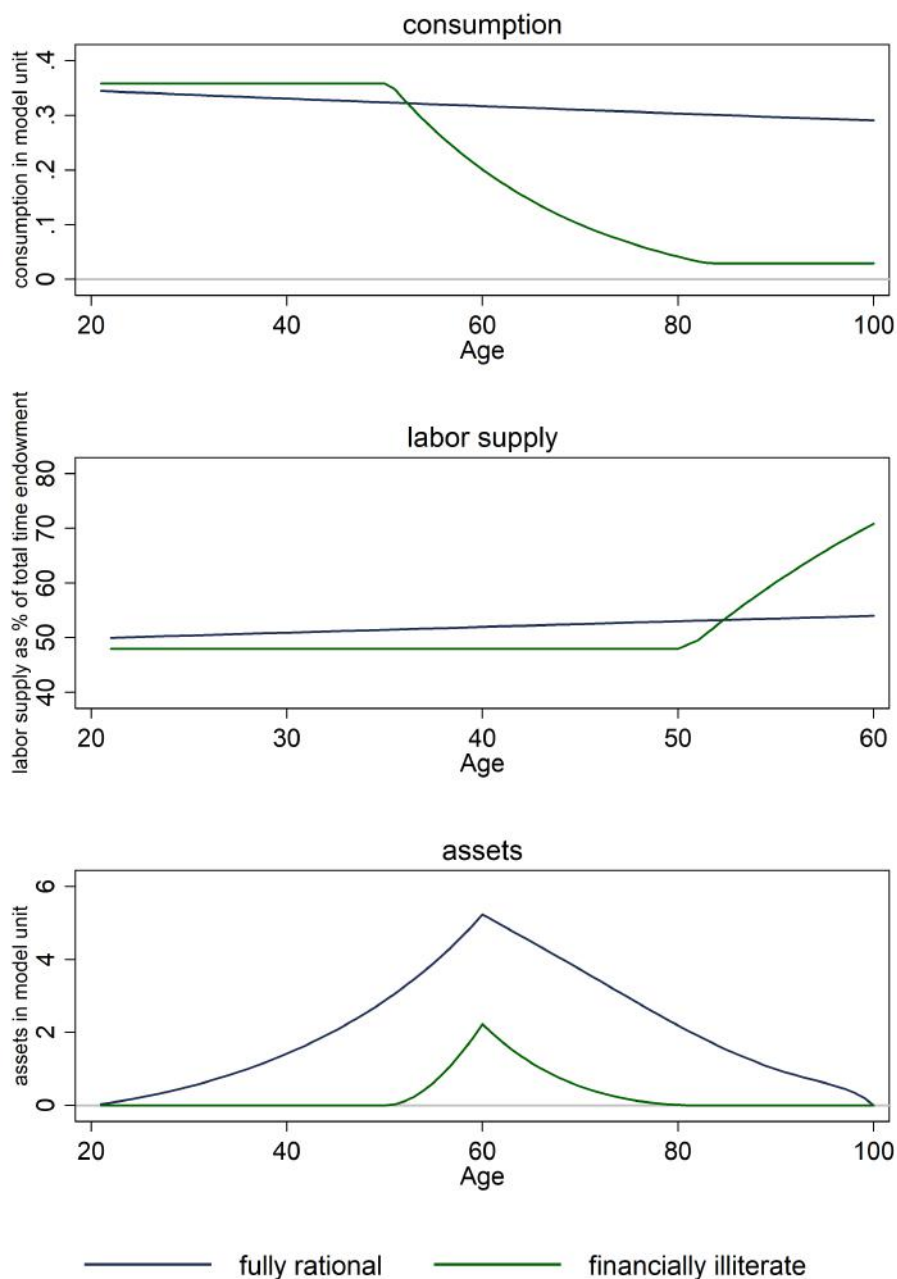 consumption
consumption in model unit
.4
.3
.2
.1
0
20 40 60 80 100
Age
labor supply
labor supply as % of total time endowment
80
70
60
50
40
20 30 40 50 60
Age
assets
assets in model unit
6
4
2
0
20 40 60 80 100
Age
fully rational financially illiterate